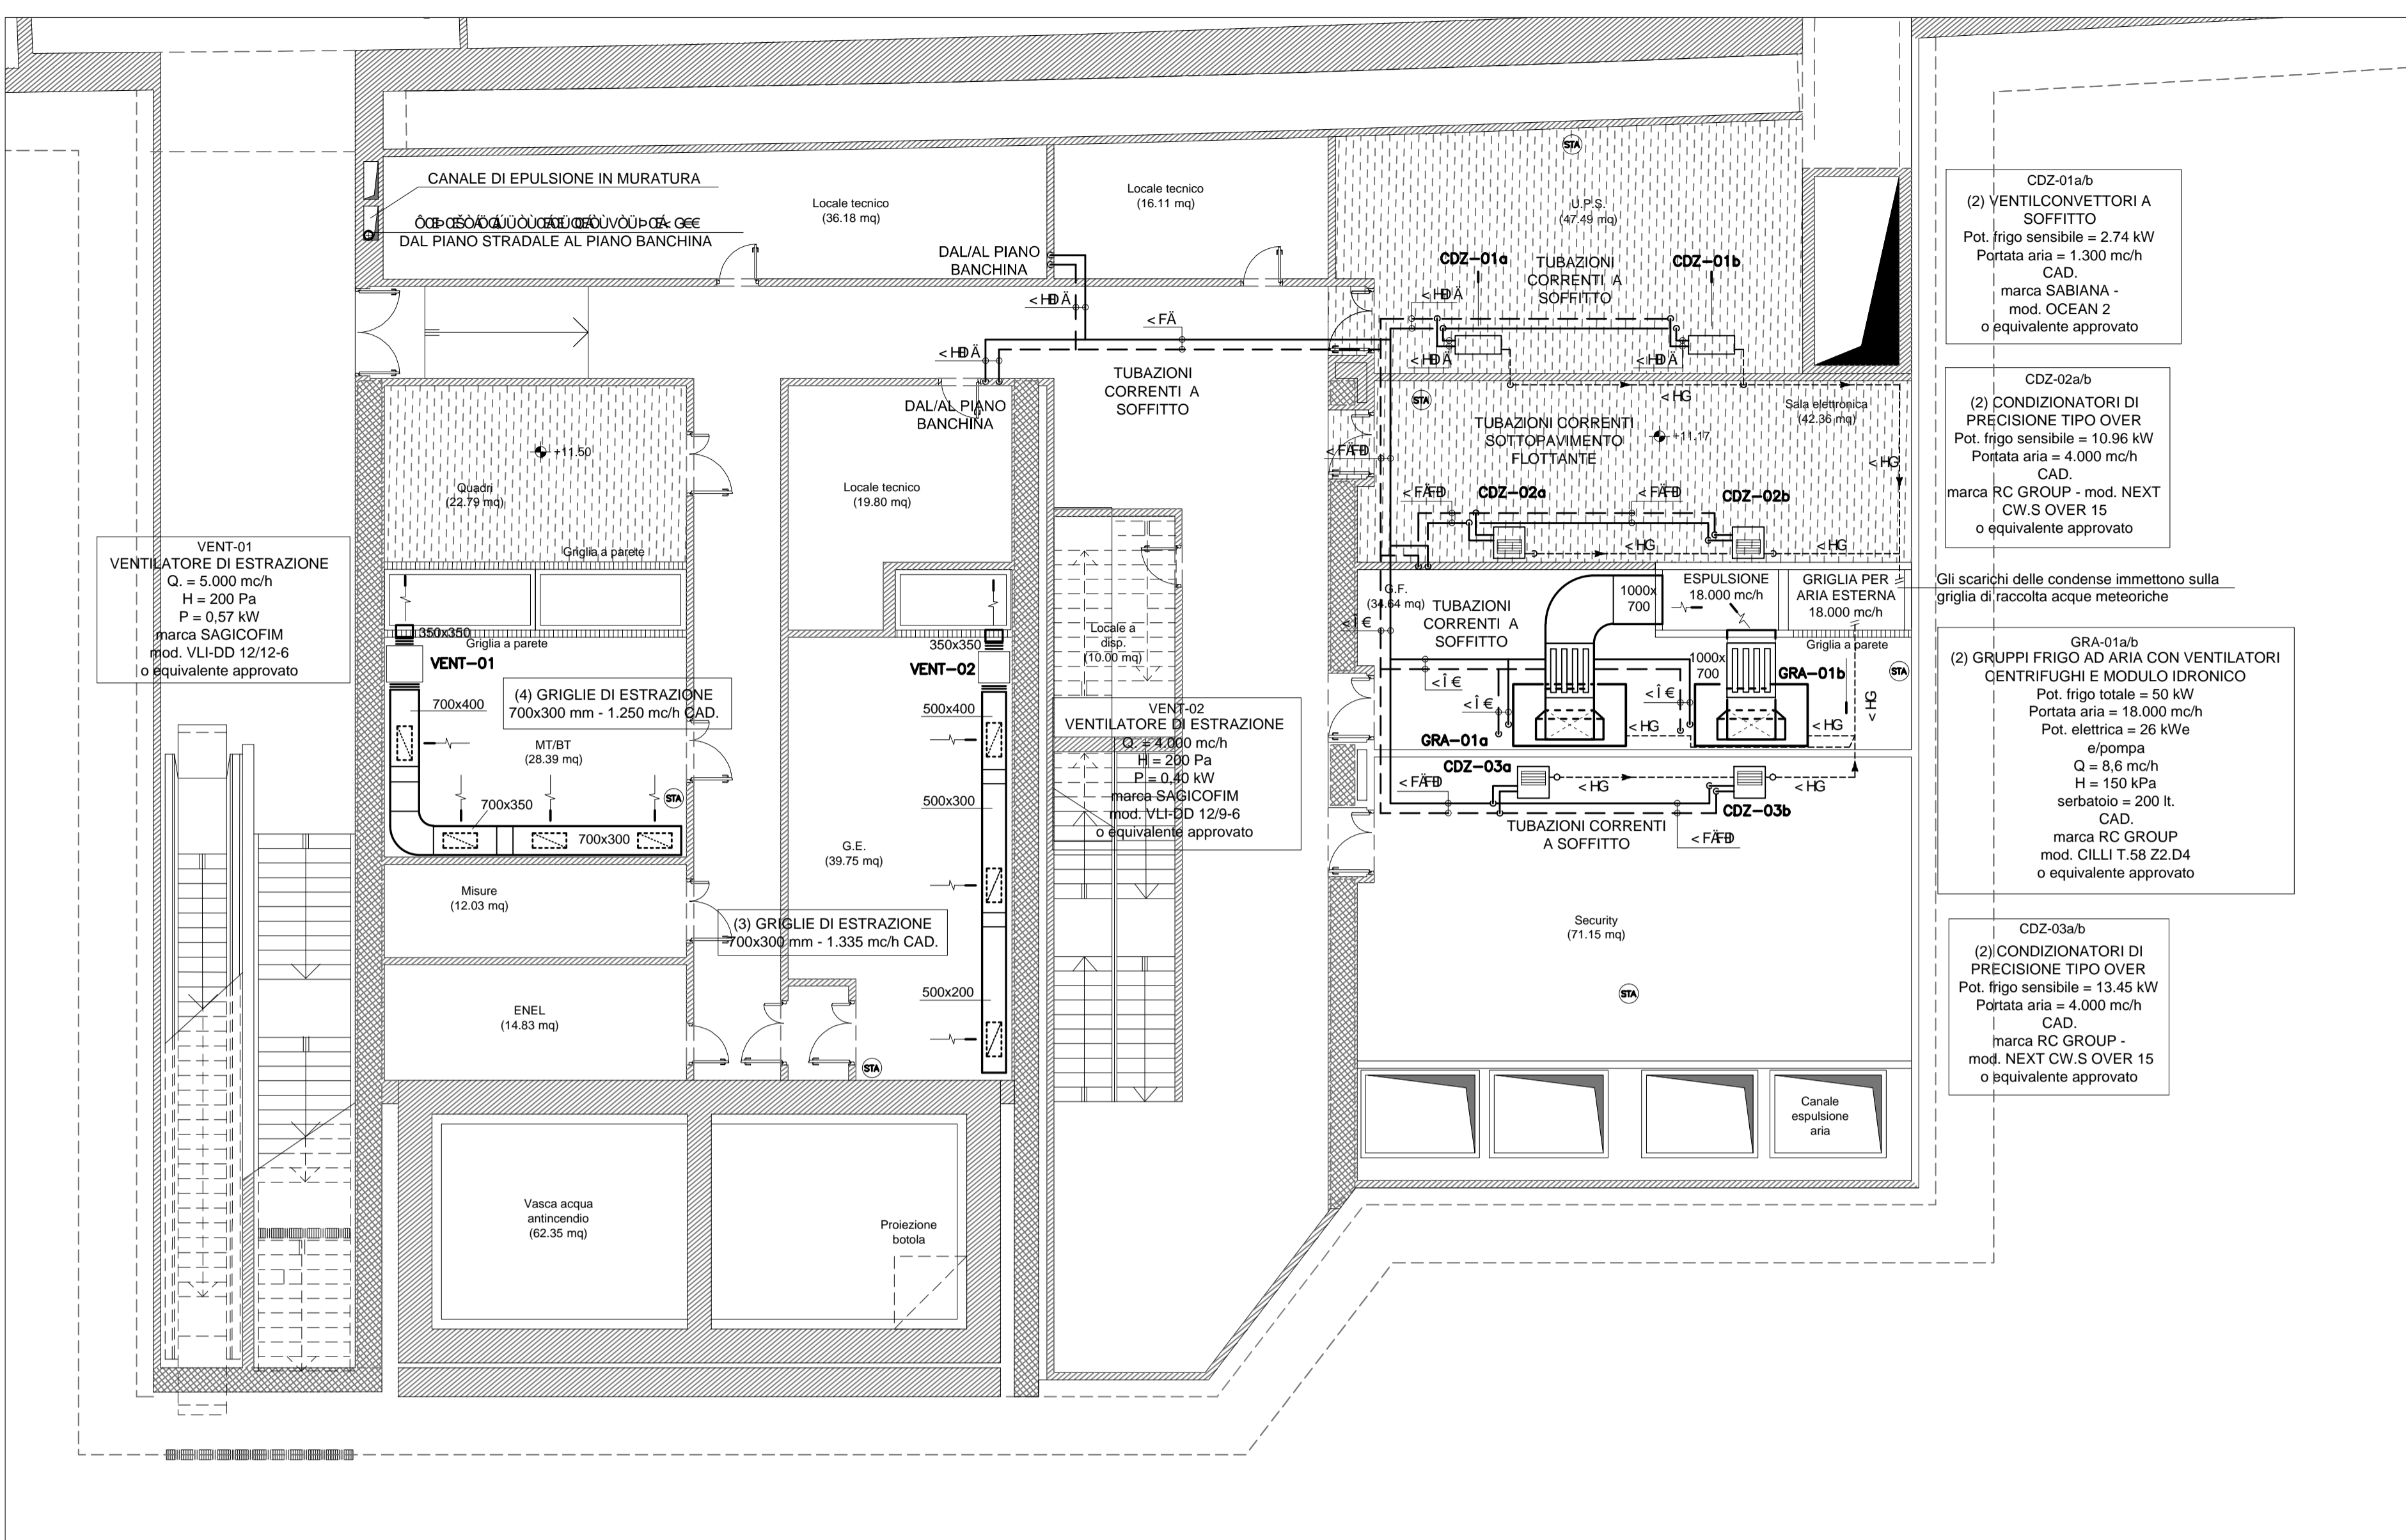 CANALE DI EPULSIONE IN MURATURA
DAL PIANO STRADALE AL PIANO BANCHINA
Locale tecnico
(36.18 mq)
Locale tecnico
(16.11 mq)
DAL/AL PIANO
BANCHINA
STA
U.P.S.
(47.49 mq)
CDZ-01a
TUBAZIONI
CORRENTI A
SOFFITTO
CDZ-01b
TUBAZIONI
CORRENTI A
SOFFITTO
DAL/AL PIANO
BANCHINA
STA
Sala elettronica
(42.36 mq)
TUBAZIONI CORRENTI
SOTTOPAVIMENTO
FLOTTANTE
+11.17
+11.50
Quadri
(22.79 mq)
Locale tecnico
(19.80 mq)
CDZ-02a
CDZ-02b
Griglia a parete
VENT-01
VENTILATORE DI ESTRAZIONE
Q. = 5.000 mc/h
H = 200 Pa
P = 0,57 kW
marca SAGICOFIM
mod. VLI-DD 12/12-6
o equivalente approvato
350x350
Griglia a parete
VENT-01
350x350
VENT-02
Locale a
disp.
(10.00 mq)
G.F.
(34.64 mq)
TUBAZIONI
CORRENTI A
SOFFITTO
1000x
700
ESPULSIONE
18.000 mc/h
GRIGLIA PER
ARIA ESTERNA
18.000 mc/h
Griglia a parete
STA
Gli scarichi delle condense immettono sulla
griglia di raccolta acque meteoriche
1000x
700
GRA-01b
GRA-01a
(4) GRIGLIE DI ESTRAZIONE
700x300 mm - 1.250 mc/h CAD.
700x400
MT/BT
(28.39 mq)
700x350
700x300
STA
500x400
500x300
G.E.
(39.75 mq)
VENT-02
VENTILATORE DI ESTRAZIONE
Q. = 4.000 mc/h
H = 200 Pa
P = 0,40 kW
marca SAGICOFIM
mod. VLI-DD 12/9-6
o equivalente approvato
CDZ-03a
CDZ-03b
TUBAZIONI CORRENTI
A SOFFITTO
Misure
(12.03 mq)
(3) GRIGLIE DI ESTRAZIONE
700x300 mm - 1.335 mc/h CAD.
500x200
ENEL
(14.83 mq)
STA
Security
(71.15 mq)
STA
Canale
espulsione
aria
Vasca acqua
antincendio
(62.35 mq)
Proiezione
botola
CDZ-01a/b
(2) VENTILCONVETTORI A
SOFFITTO
Pot. frigo sensibile = 2.74 kW
Portata aria = 1.300 mc/h
CAD.
marca SABIANA -
mod. OCEAN 2
o equivalente approvato
CDZ-02a/b
(2) CONDIZIONATORI DI
PRECISIONE TIPO OVER
Pot. frigo sensibile = 10.96 kW
Portata aria = 4.000 mc/h
CAD.
marca RC GROUP - mod. NEXT
CW.S OVER 15
o equivalente approvato
GRA-01a/b
(2) GRUPPI FRIGO AD ARIA CON VENTILATORI
CENTRIFUGHI E MODULO IDRONICO
Pot. frigo totale = 50 kW
Portata aria = 18.000 mc/h
Pot. elettrica = 26 kWe
e/pompa
Q = 8,6 mc/h
H = 150 kPa
serbatoio = 200 lt.
CAD.
marca RC GROUP
mod. CILLI T.58 Z2.D4
o equivalente approvato
CDZ-03a/b
(2) CONDIZIONATORI DI
PRECISIONE TIPO OVER
Pot. frigo sensibile = 13.45 kW
Portata aria = 4.000 mc/h
CAD.
marca RC GROUP -
mod. NEXT CW.S OVER 15
o equivalente approvato